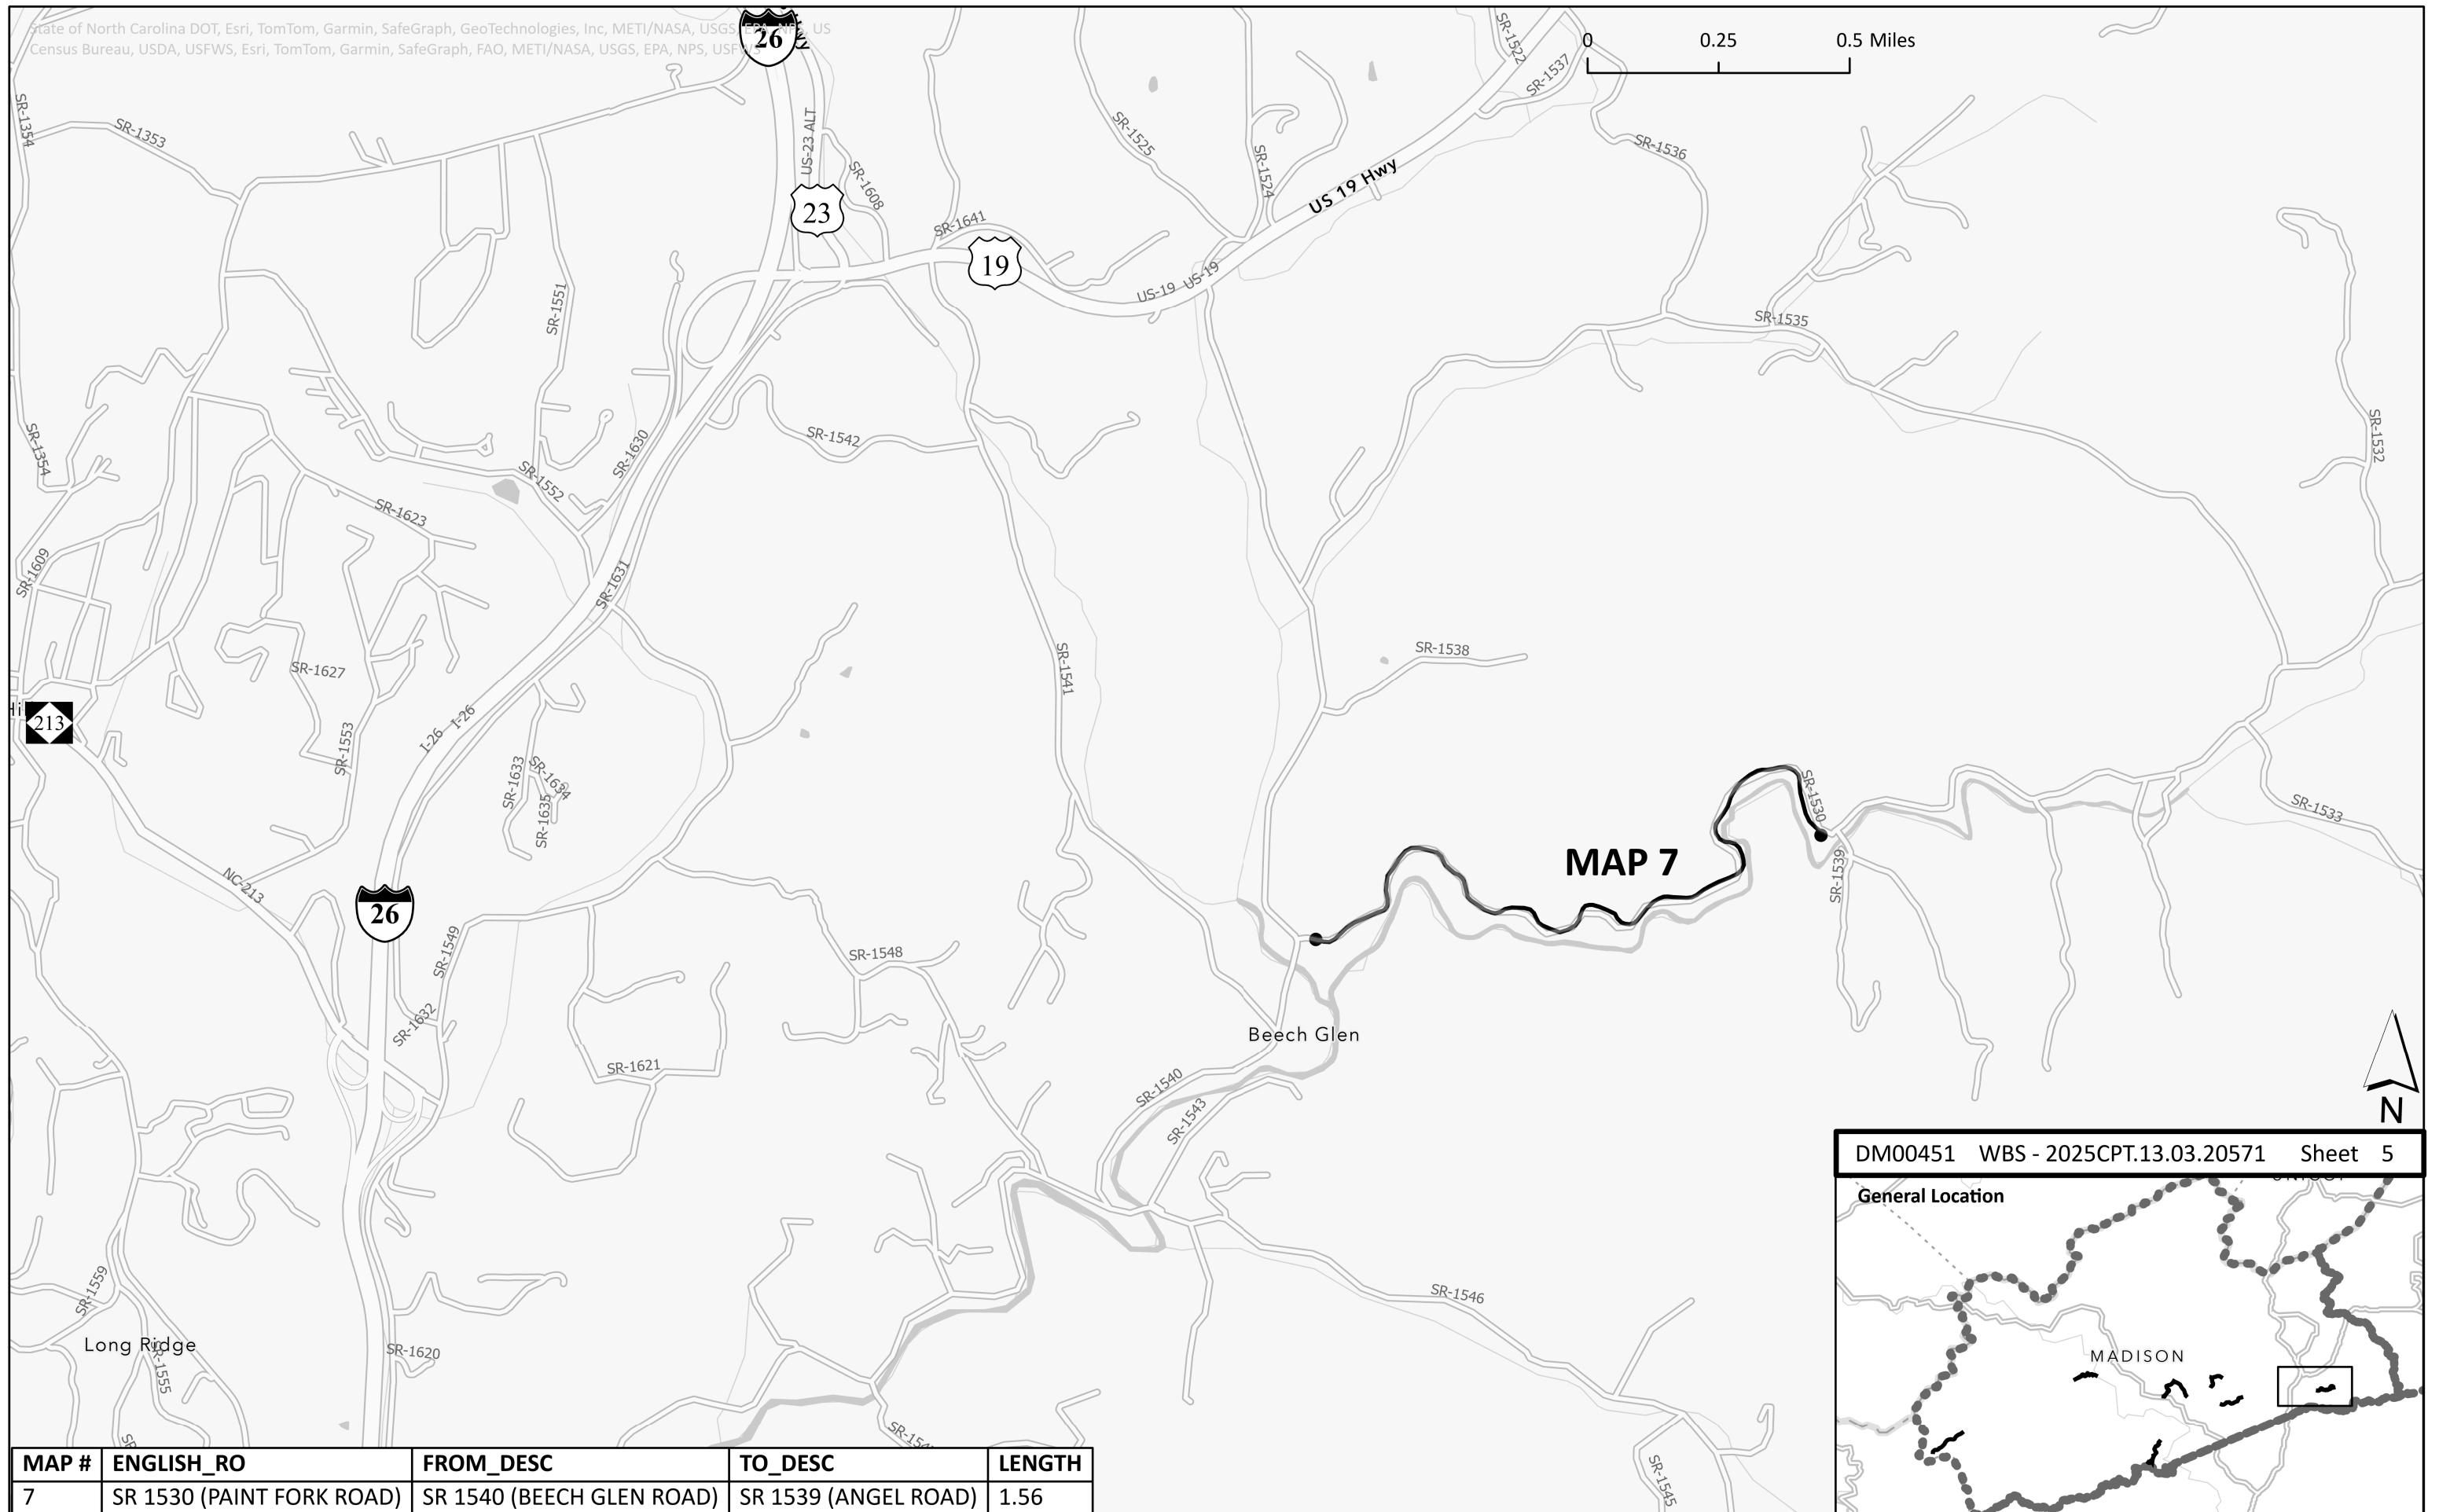 State of North Carolina DOT, Esri, TomTom, Garmin, SafeGraph, GeoTechnologies, Inc, METI/NASA, USGS, EPA, NPS, US
Census Bureau, USDA, USFWS, Esri, TomTom, Garmin, SafeGraph, FAO, METI/NASA, USGS, EPA, NPS, USFWS
26
0 0.25 0.5 Miles
SR-1522
SR-1537
SR-1354
SR-1353
US-23 ALT
SR-1525
SR-1524
SR-1536
SR-1608
US 19 Hwy
23
SR-1641
19
US-19
US-19
SR-1551
SR-1535
SR-1354
SR-1542
SR-1630
SR-1532
SR-1552
SR-1623
SR-1609
SR-1631
SR-1627
SR-1541
SR-1538
213
SR-1553
I-26
I-26
SR-1633
SR-1634
SR-1635
SR-1530
SR-1533
MAP 7
SR-1539
NC-213
26
SR-1549
SR-1548
SR-1632
Beech Glen
SR-1621
SR-1540
SR-1543
N
DM00451 WBS - 2025CPT.13.03.20571 Sheet 5
General Location
MADISON
SR-1559
SR-1546
Long Ridge
SR-1555
SR-1620
SR-1545
MAP # ENGLISH_RO FROM_DESC TO_DESC LENGTH
7 SR 1530 (PAINT FORK ROAD) SR 1540 (BEECH GLEN ROAD) SR 1539 (ANGEL ROAD) 1.56